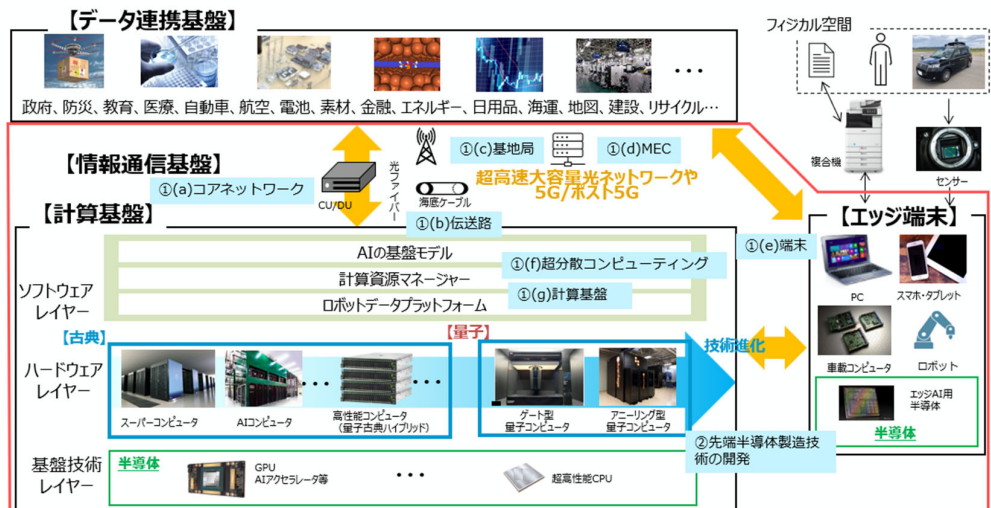 【データ連携基盤】
フィジカル空間
・・・
政府、防災、教育、医療、自動車、航空、電池、素材、金融、エネルギー、日用品、海運、地図、建設、リサイクル…
複合機
センサー
【情報通信基盤】
①(a)コアネットワーク
CU/DU
光ファイバー
①(c)基地局
①(d)MEC
海底ケーブル
超高速大容量光ネットワークや
5G/ポスト5G
①(b)伝送路
【計算基盤】
【エッジ端末】
①(e)端末
ソフトウェア
レイヤー
AIの基盤モデル
①(f)超分散コンピューティング
計算資源マネージャー
①(g)計算基盤
ロボットデータプラットフォーム
PC
スマホ・タブレット
車載コンピュータ
ロボット
エッジAI用
半導体
半導体
【古典】
【量子】
技術進化
ハードウェア
レイヤー
・・・
・・・
スーパーコンピュータ
AIコンピュータ
高性能コンピュータ
（量子古典ハイブリッド）
ゲート型
量子コンピュータ
アニーリング型
量子コンピュータ
②先端半導体製造技
術の開発
基盤技術
レイヤー
半導体
GPU
AIアクセラレータ等
・・・
超高性能CPU